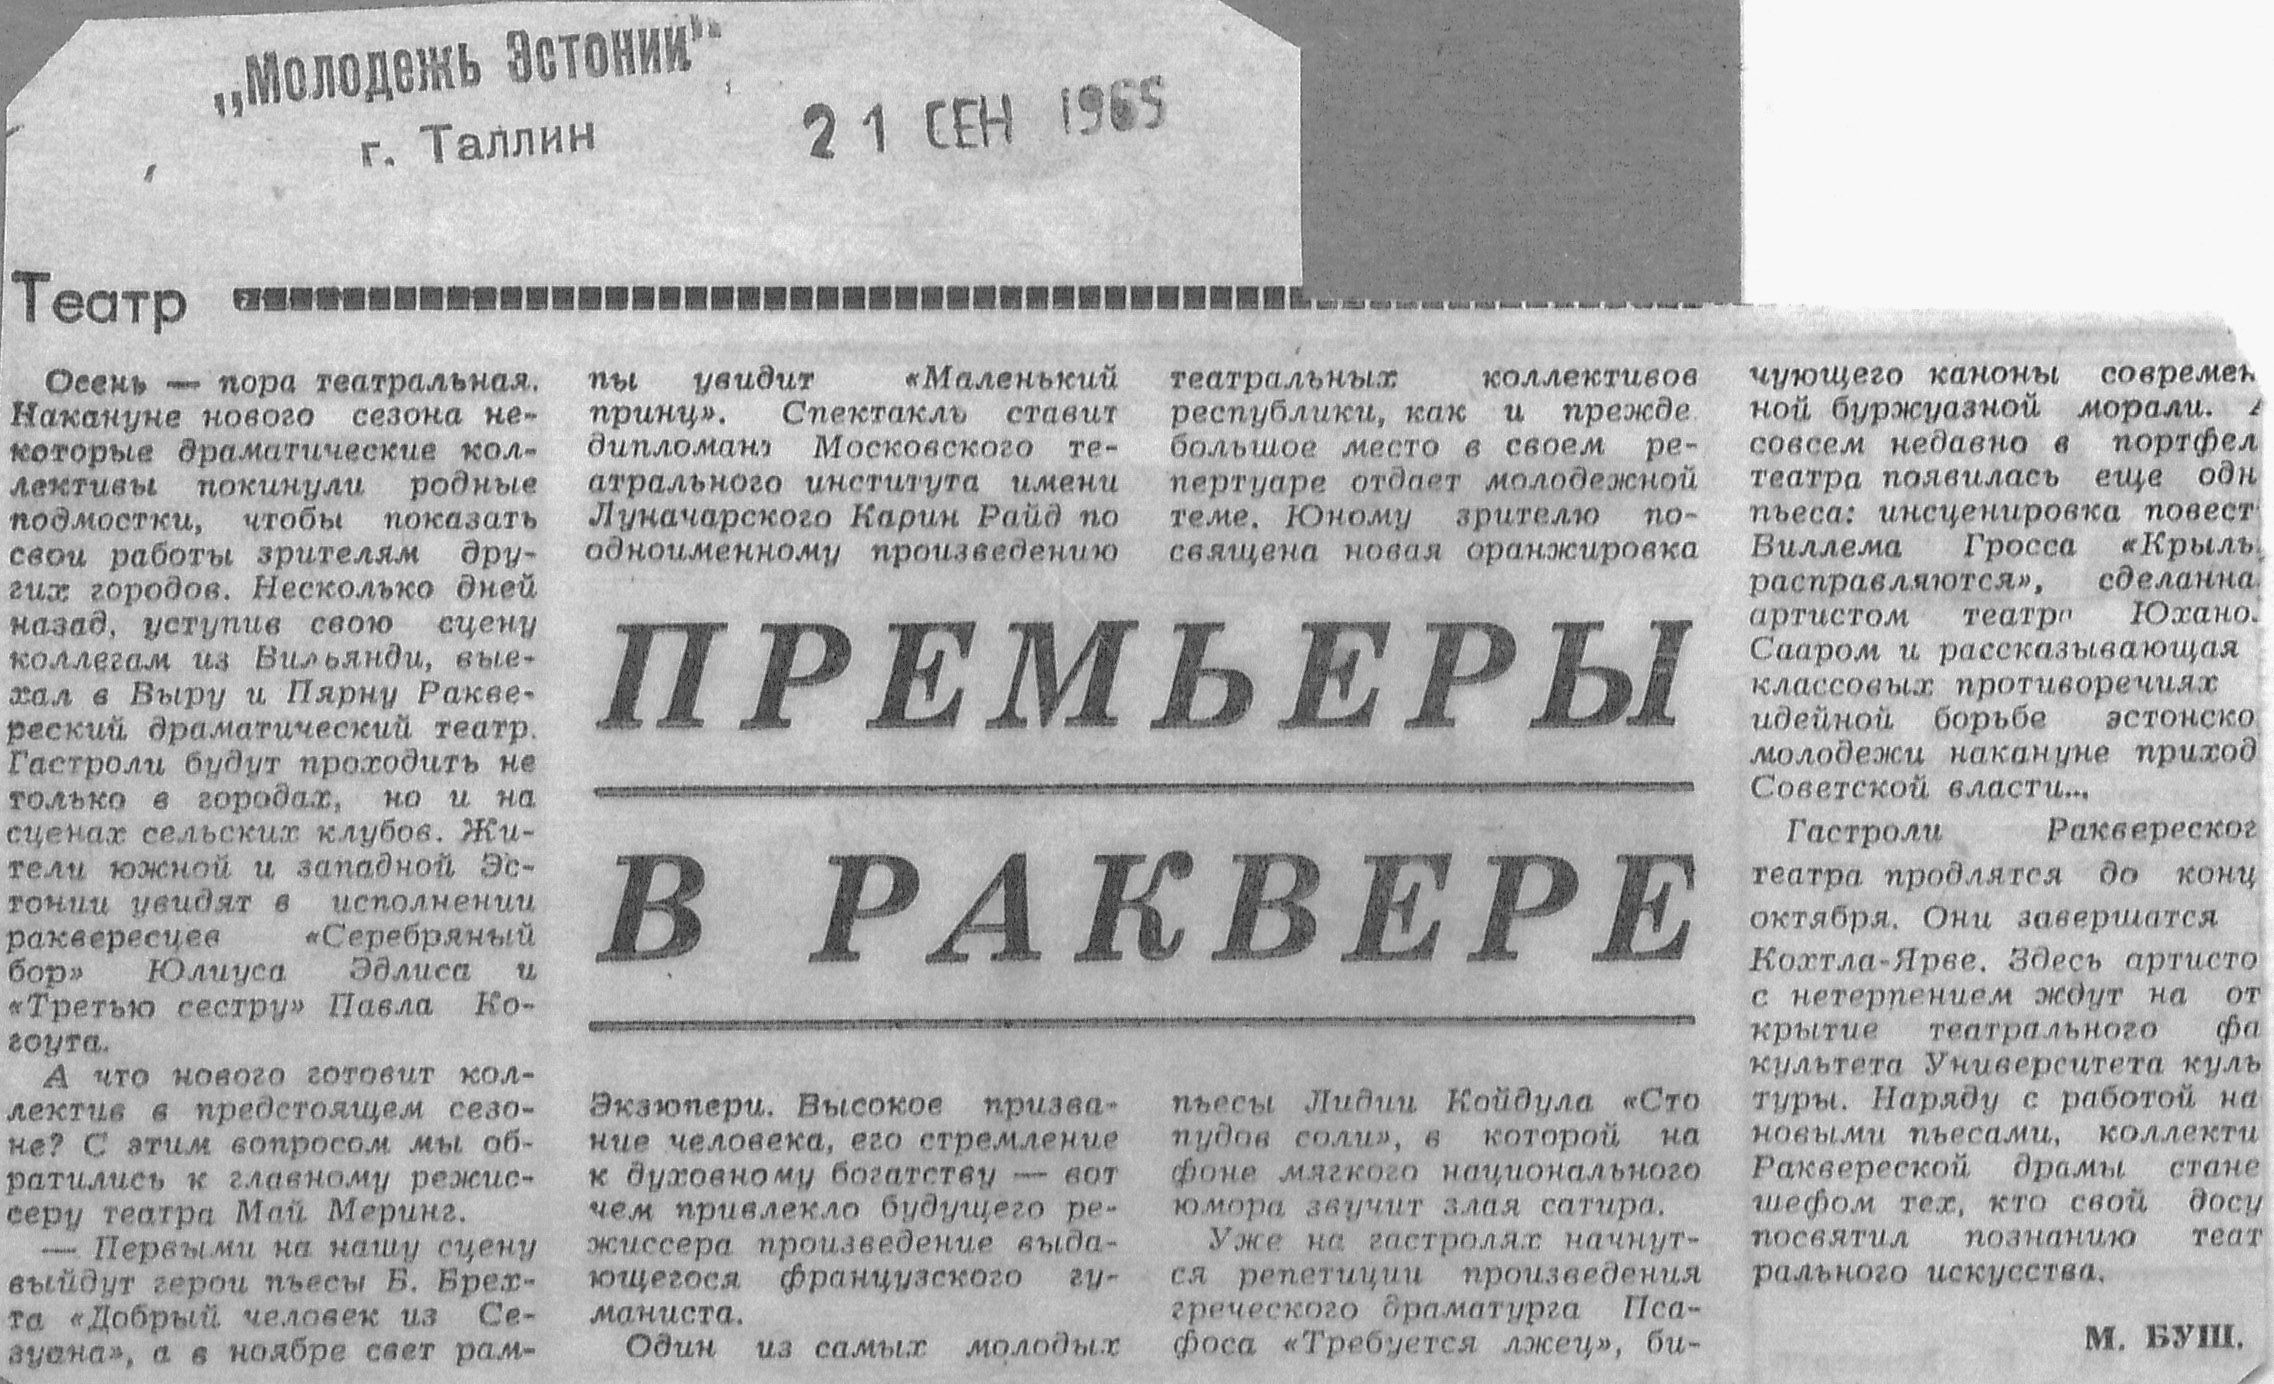 „Молодежь Эстонии"
г. Таллин
21 СЕН 1965
Театр
Осень — пора театральная.
Накануне нового сезона не-
которые драматические кол-
лективы покинули родные
подмостки, чтобы показать
свои работы зрителям дру-
гих городов. Несколько дней
назад, уступив свою сцену
коллегам из Вильянди, вые-
хал в Выру и Пярну Ракве-
реский драматический театр.
Гастроли будут проходить не
только в городах, но и на
сценах сельских клубов. Жи-
тели южной и западной Эс-
тонии увидят в исполнении
раквересцев «Серебряный
бор» Юлиуса Эдлиса и
«Третью сестру» Павла Ко-
гоута.
А что нового готовит кол-
лектив в предстоящем сезо-
не? С этим вопросом мы об-
ратились к главному режис-
серу театра Май Меринг.
— Первыми на нашу сцену
выйдут герои пьесы Б. Брех-
та «Добрый человек из Се-
зуана», а в ноябре свет рам-
пы увидит «Маленький
принц». Спектакль ставит
дипломант Московского те-
атрального института имени
Луначарского Карин Райд по
одноименному произведению
ПРЕМЬЕРЫ
В РАКВЕРЕ
Экзюпери. Высокое призва-
ние человека, его стремление
к духовному богатству — вот
чем привлекло будущего ре-
жиссера произведение выда-
ющегося французского гу-
маниста.
Один из самых молодых
театральных коллективов
республики, как и прежде
большое место в своем ре-
пертуаре отдает молодежной
теме. Юному зрителю по-
священа новая оранжировка
пьесы Лидии Койдула «Сто
пудов соли», в которой на
фоне мягкого национального
юмора звучит злая сатира.
Уже на гастролях начнут-
ся репетиции произведения
греческого драматурга Пса-
фоса «Требуется лжец», би-
чующего каноны современ
ной буржуазной морали.
совсем недавно в портфел
театра появилась еще одн
пьеса: инсценировка повест
Виллема Гросса «Крыль
расправляются», сделанна
артистом театра Юхано
Сааром и рассказывающая
классовых противоречиях
идейной борьбе эстонско
молодежи накануне приход
Советской власти...
Гастроли Раквереског
театра продлятся до конц
октября. Они завершатся
Кохтла-Ярве. Здесь артисто
с нетерпением ждут на от
крытие театрального фа
культета Университета куль
туры. Наряду с работой на
новыми пьесами, коллекти
Раквереской драмы стане
шефом тех, кто свой досу
посвятил познанию теат
рального искусства.
М. БУШ.